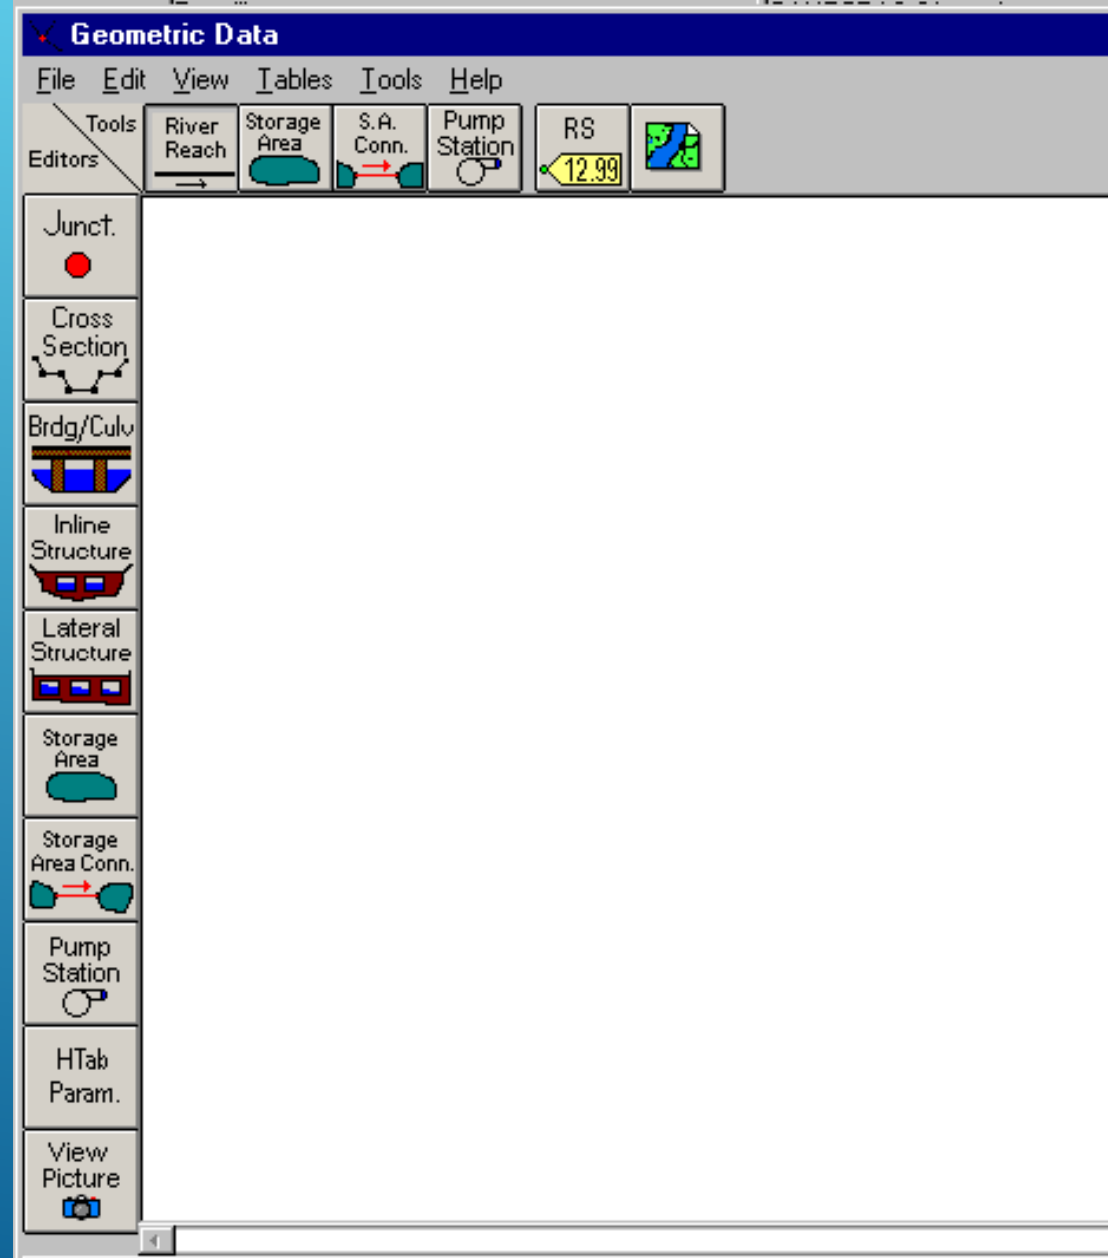 Geometric Data
File Edit View Tables Tools Help
Tools
Editors
River
Reach
Storage
Area
S.A.
Conn.
Pump
Station
RS
12.99
Junct.
Cross
Section
Brdg/Culv
Inline
Structure
Lateral
Structure
Storage
Area
Storage
Area Conn.
Pump
Station
HTab
Param.
View
Picture